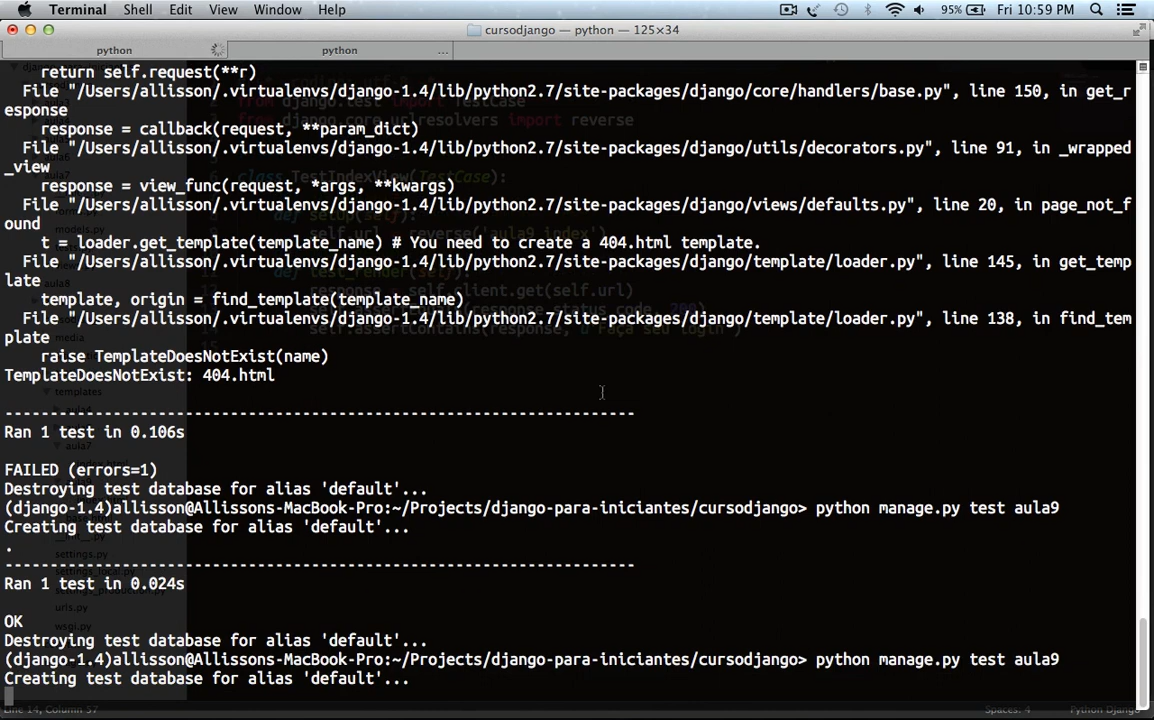 Terminal Shell Edit View Window Help 95% Fri 10:59 PM
cursodjango — python — 125×34
python python ...
return self.request(**r)
File "/Users/allisson/.virtualenvs/django-1.4/lib/python2.7/site-packages/django/core/handlers/base.py", line 150, in get_r
esponse
response = callback(request, **param_dict)
File "/Users/allisson/.virtualenvs/django-1.4/lib/python2.7/site-packages/django/utils/decorators.py", line 91, in _wrapped
_view
response = view_func(request, *args, **kwargs)
File "/Users/allisson/.virtualenvs/django-1.4/lib/python2.7/site-packages/django/views/defaults.py", line 20, in page_not_f
ound
t = loader.get_template(template_name) # You need to create a 404.html template.
File "/Users/allisson/.virtualenvs/django-1.4/lib/python2.7/site-packages/django/template/loader.py", line 145, in get_temp
late
template, origin = find_template(template_name)
File "/Users/allisson/.virtualenvs/django-1.4/lib/python2.7/site-packages/django/template/loader.py", line 138, in find_tem
plate
raise TemplateDoesNotExist(name)
TemplateDoesNotExist: 404.html
----------------------------------------------------------------------
Ran 1 test in 0.106s
FAILED (errors=1)
Destroying test database for alias 'default'...
(django-1.4)allisson@Allissons-MacBook-Pro:~/Projects/django-para-iniciantes/cursodjango> python manage.py test aula9
Creating test database for alias 'default'...
.
----------------------------------------------------------------------
Ran 1 test in 0.024s
OK
Destroying test database for alias 'default'...
(django-1.4)allisson@Allissons-MacBook-Pro:~/Projects/django-para-iniciantes/cursodjango> python manage.py test aula9
Creating test database for alias 'default'...
Line 14, Column 57 Spaces: 4 Python Django